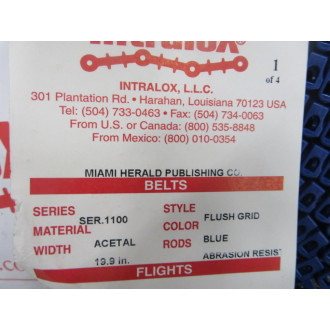 Intralox®
1
of 4
INTRALOX, L.L.C.
301 Plantation Rd. • Harahan, Louisiana 70123 USA
Tel: (504) 733-0463 • Fax: (504) 734-0063
From U.S. or Canada: (800) 535-8848
From Mexico: (800) 010-0354
MIAMI HERALD PUBLISHING CO.
BELTS
SERIES SER.1100 STYLE FLUSH GRID
MATERIAL ACETAL COLOR BLUE
WIDTH 19.9 in. RODS ABRASION RESIST
FLIGHTS